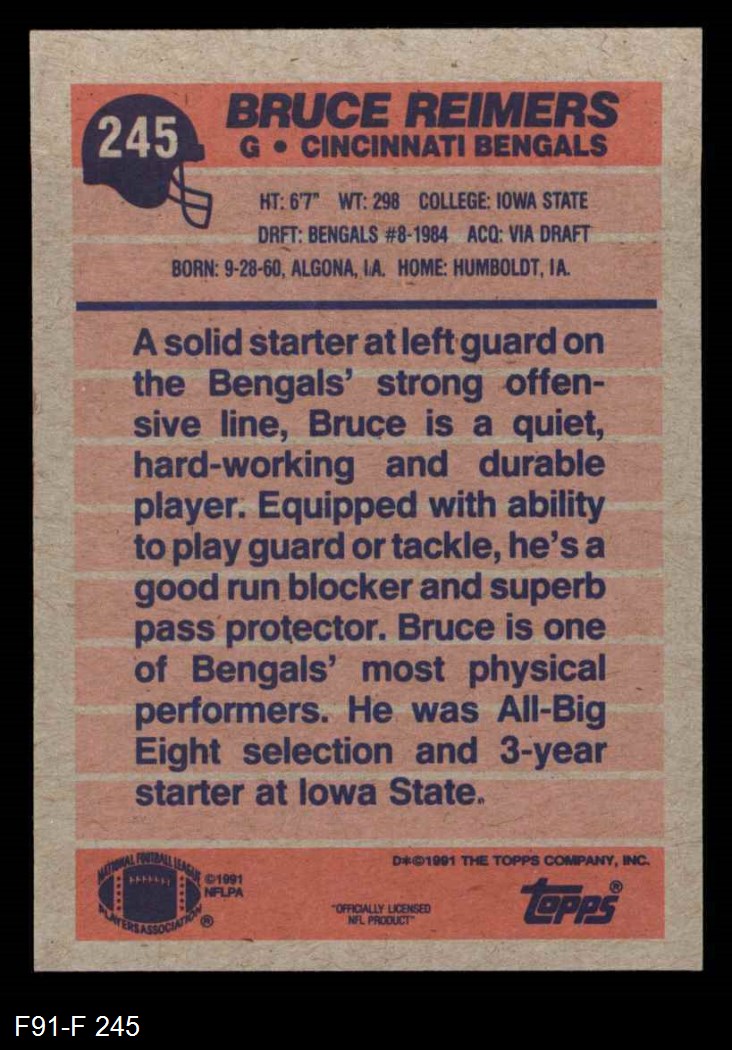 245
BRUCE REIMERS
G • CINCINNATI BENGALS
HT: 6'7" WT: 298 COLLEGE: IOWA STATE
DRFT: BENGALS #8-1984 ACQ: VIA DRAFT
BORN: 9-28-60, ALGONA, IA. HOME: HUMBOLDT, IA.
A solid starter at left guard on
the Bengals' strong offen-
sive line, Bruce is a quiet,
hard-working and durable
player. Equipped with ability
to play guard or tackle, he's a
good run blocker and superb
pass protector. Bruce is one
of Bengals' most physical
performers. He was All-Big
Eight selection and 3-year
starter at Iowa State.
NATIONAL FOOTBALL LEAGUE
PLAYERS ASSOCIATION
®
©1991
NFLPA
"OFFICIALLY LICENSED
NFL PRODUCT"
D*©1991 THE TOPPS COMPANY, INC.
topps®
F91-F 245